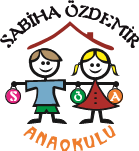 SABİHA ÖZDEMİR
S Ö A
ANAOKULU